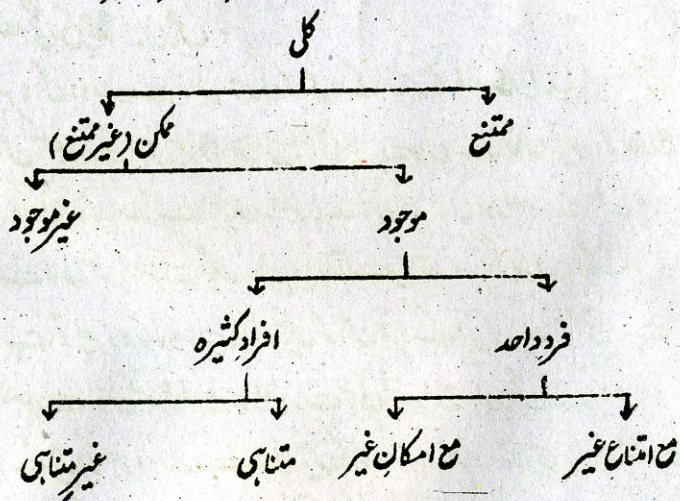 کلی
ممتنع ممکن (غیر ممتنع)
موجود غیر موجود
فردِ واحد افرادِ کثیرہ
مع امتناع غیر مع امکانِ غیر متناہی غیر متناہی